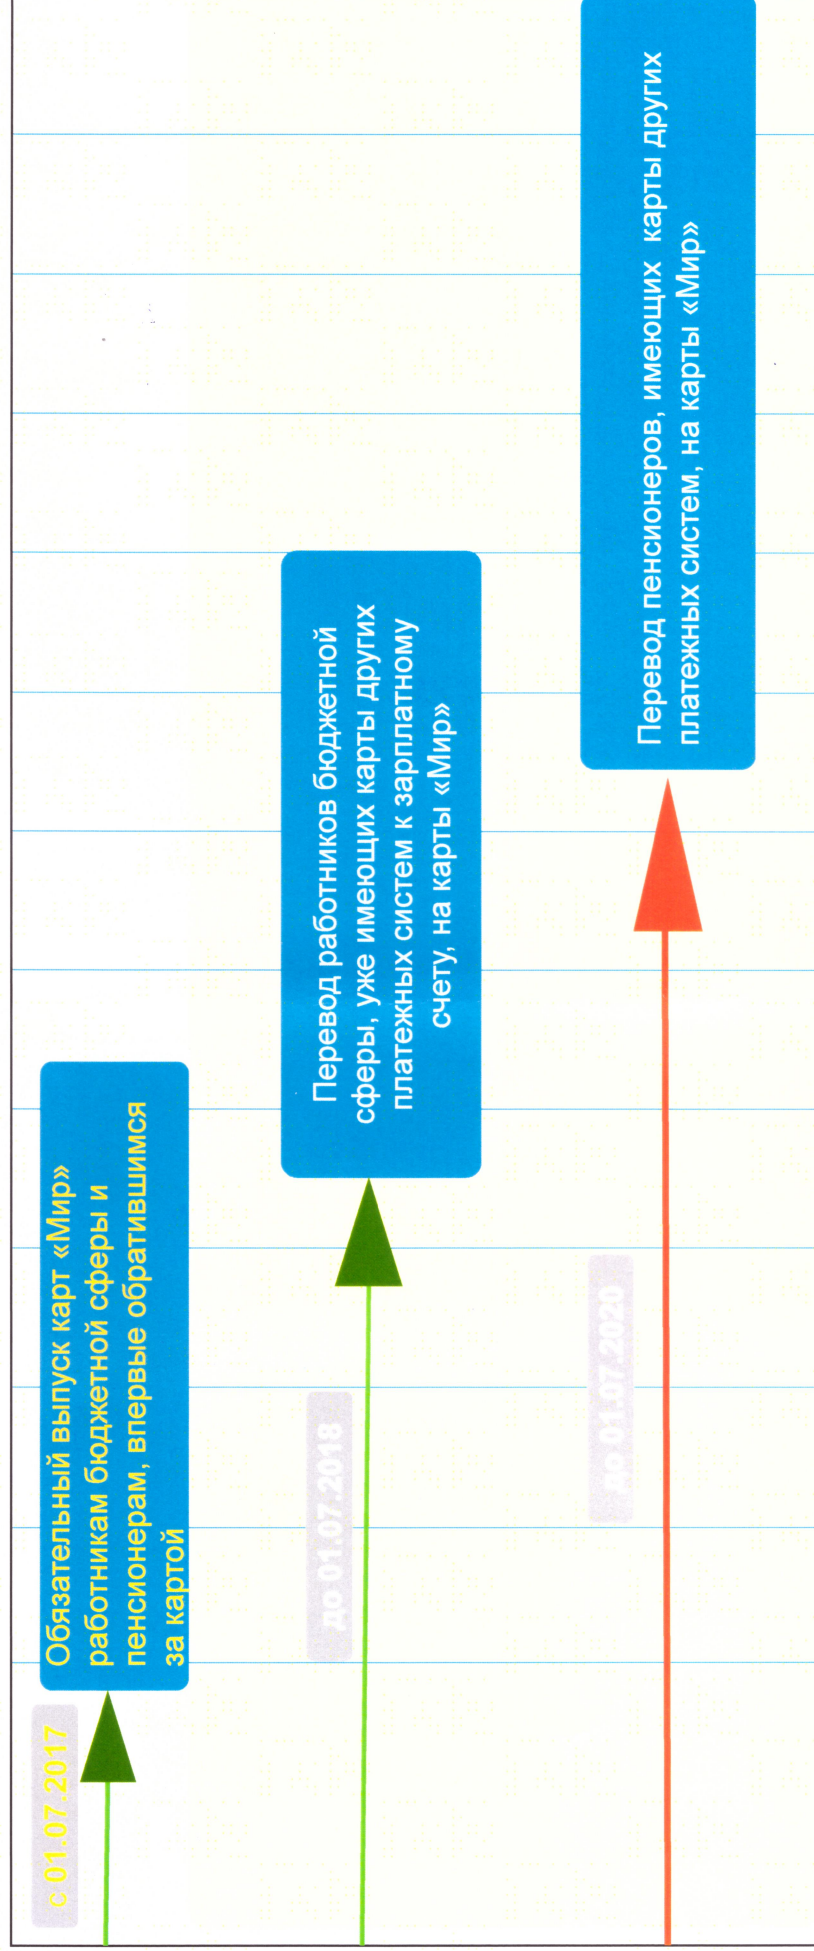 с 01.07.2017
Обязательный выпуск карт «Мир»
работникам бюджетной сферы и
пенсионерам, впервые обратившимся
за картой
до 01.07.2018
Перевод работников бюджетной
сферы, уже имеющих карты других
платежных систем к зарплатному
счету, на карты «Мир»
до 01.07.2020
Перевод пенсионеров, имеющих карты других
платежных систем, на карты «Мир»